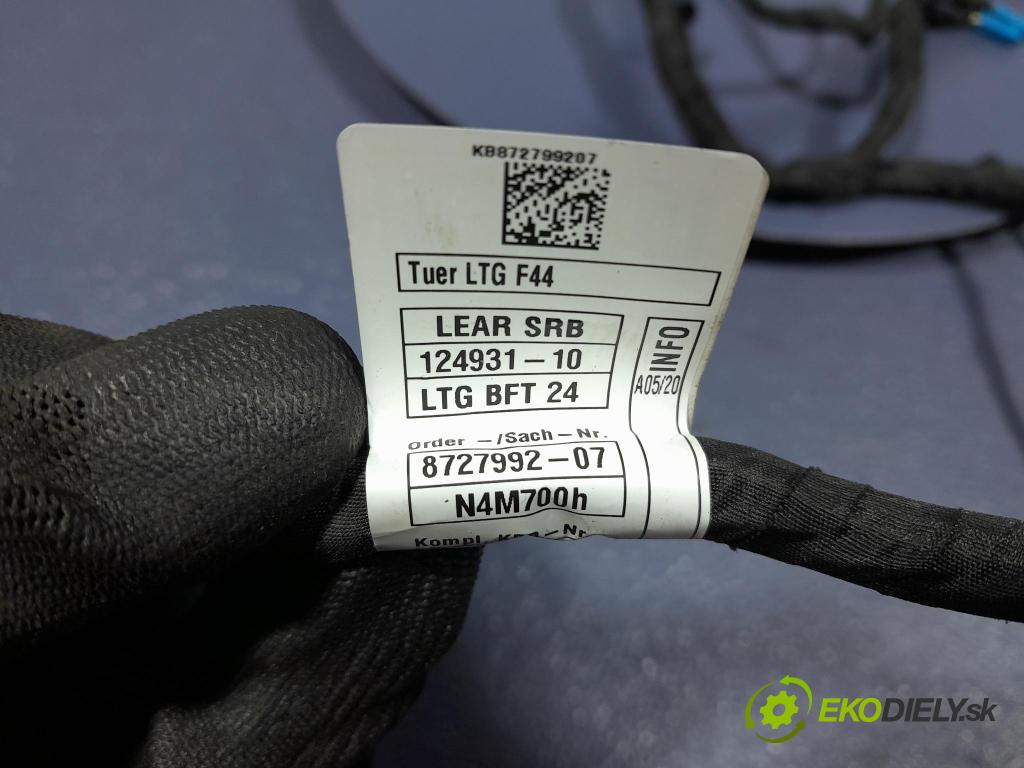 KB872799207
Tuer LTG F44
LEAR SRB
124931-10
LTG BFT 24
INFO
A05/20
order -/Sach-Nr.
8727992-07
N4M700h
Kompl
EKODIELY.sk